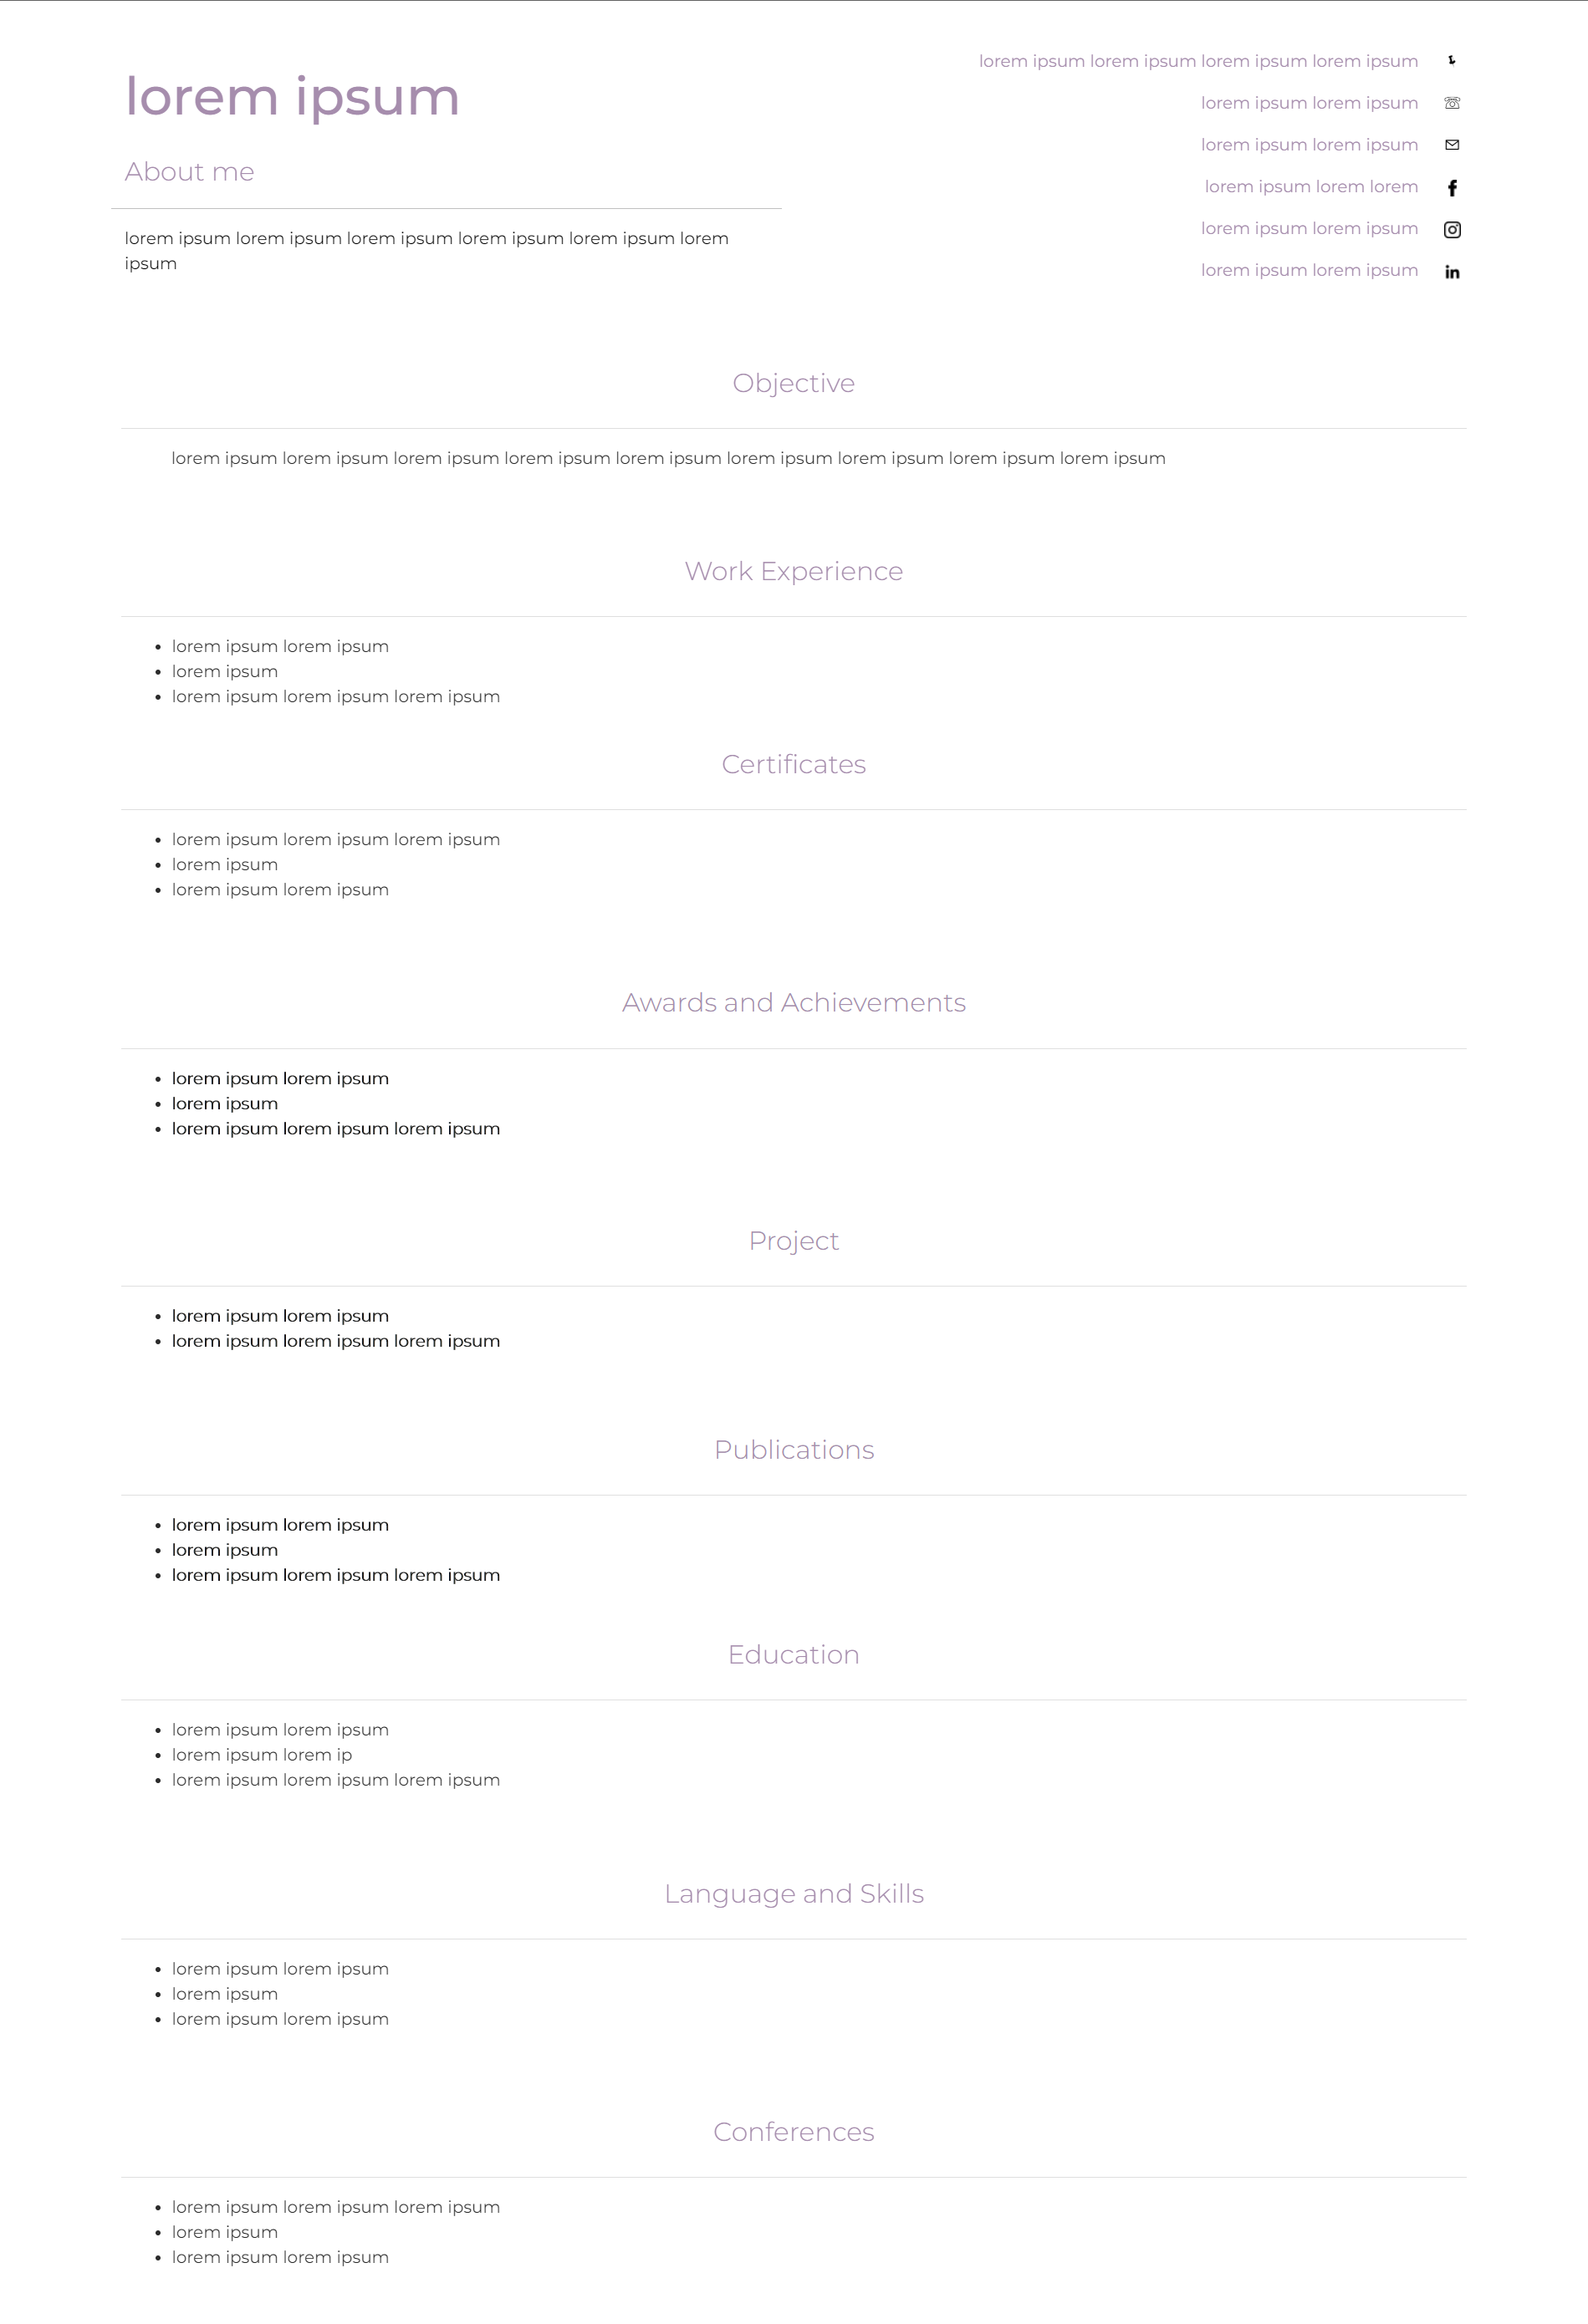 lorem ipsum
About me
lorem ipsum lorem ipsum lorem ipsum lorem ipsum lorem ipsum lorem
ipsum
lorem ipsum lorem ipsum lorem ipsum lorem ipsum
lorem ipsum lorem ipsum
lorem ipsum lorem ipsum
lorem ipsum lorem lorem
lorem ipsum lorem ipsum
lorem ipsum lorem ipsum
Objective
lorem ipsum lorem ipsum lorem ipsum lorem ipsum lorem ipsum lorem ipsum lorem ipsum lorem ipsum lorem ipsum
Work Experience
• lorem ipsum lorem ipsum
• lorem ipsum
• lorem ipsum lorem ipsum lorem ipsum
Certificates
• lorem ipsum lorem ipsum lorem ipsum
• lorem ipsum
• lorem ipsum lorem ipsum
Awards and Achievements
• lorem ipsum lorem ipsum
• lorem ipsum
• lorem ipsum lorem ipsum lorem ipsum
Project
• lorem ipsum lorem ipsum
• lorem ipsum lorem ipsum lorem ipsum
Publications
• lorem ipsum lorem ipsum
• lorem ipsum
• lorem ipsum lorem ipsum lorem ipsum
Education
• lorem ipsum lorem ipsum
• lorem ipsum lorem ip
• lorem ipsum lorem ipsum lorem ipsum
Language and Skills
• lorem ipsum lorem ipsum
• lorem ipsum
• lorem ipsum lorem ipsum
Conferences
• lorem ipsum lorem ipsum lorem ipsum
• lorem ipsum
• lorem ipsum lorem ipsum